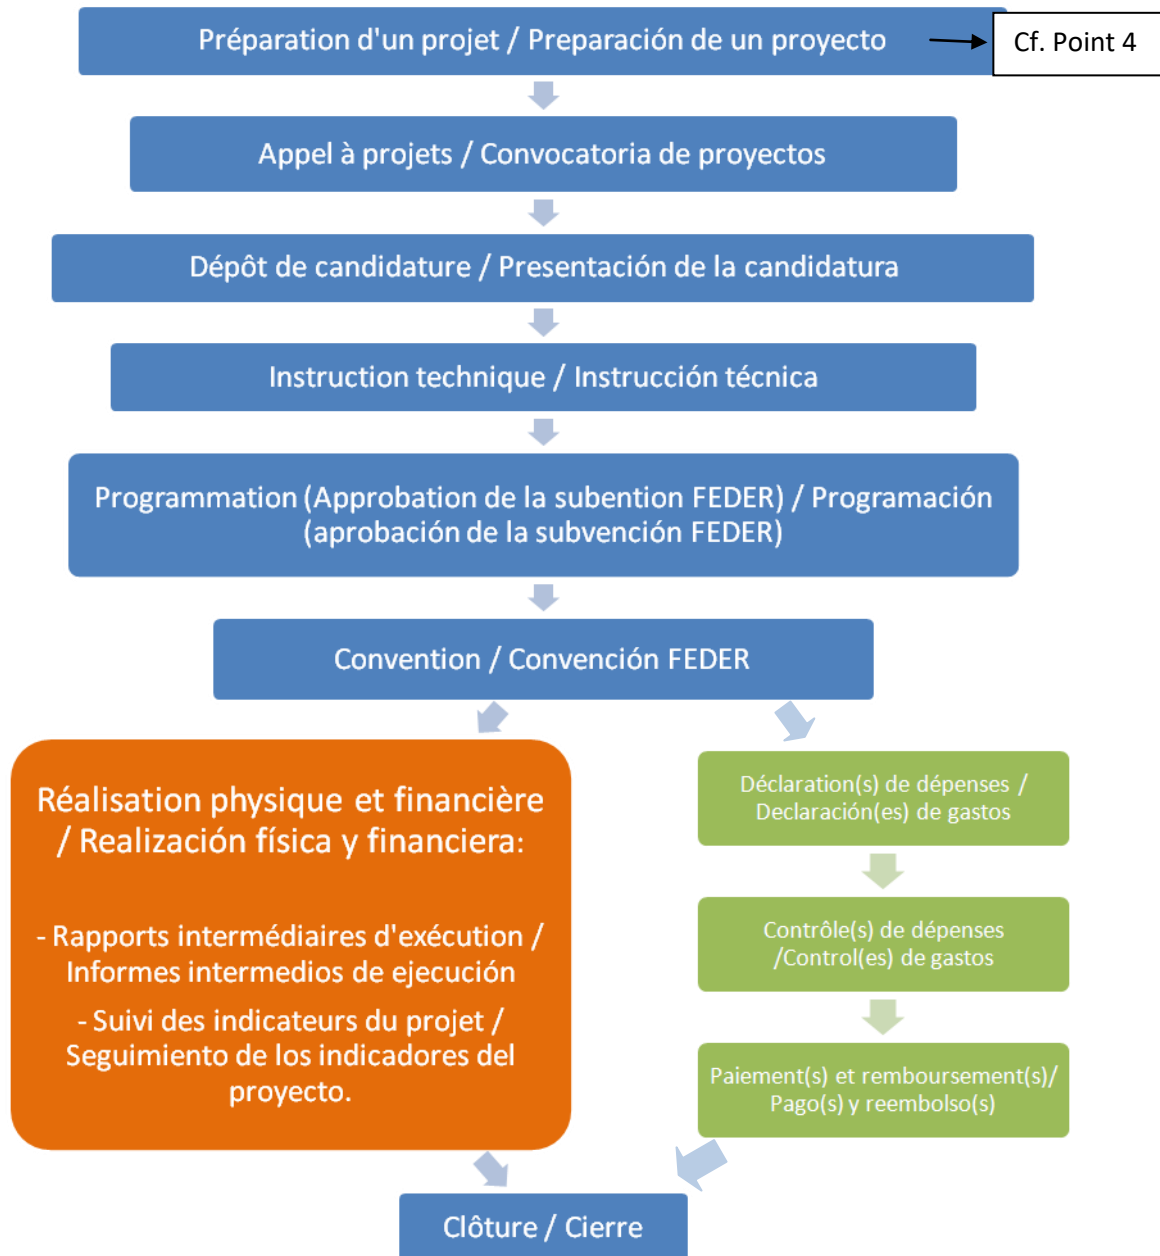 Préparation d'un projet / Preparación de un proyecto
Cf. Point 4
Appel à projets / Convocatoria de proyectos
Dépôt de candidature / Presentación de la candidatura
Instruction technique / Instrucción técnica
Programmation (Approbation de la subention FEDER) / Programación
(aprobación de la subvención FEDER)
Convention / Convención FEDER
Réalisation physique et financière
/ Realización física y financiera:
- Rapports intermédiaires d'exécution /
Informes intermedios de ejecución
- Suivi des indicateurs du projet /
Seguimiento de los indicadores del
proyecto.
Déclaration(s) de dépenses /
Declaración(es) de gastos
Contrôle(s) de dépenses
/Control(es) de gastos
Paiement(s) et remboursement(s)/
Pago(s) y reembolso(s)
Clôture / Cierre